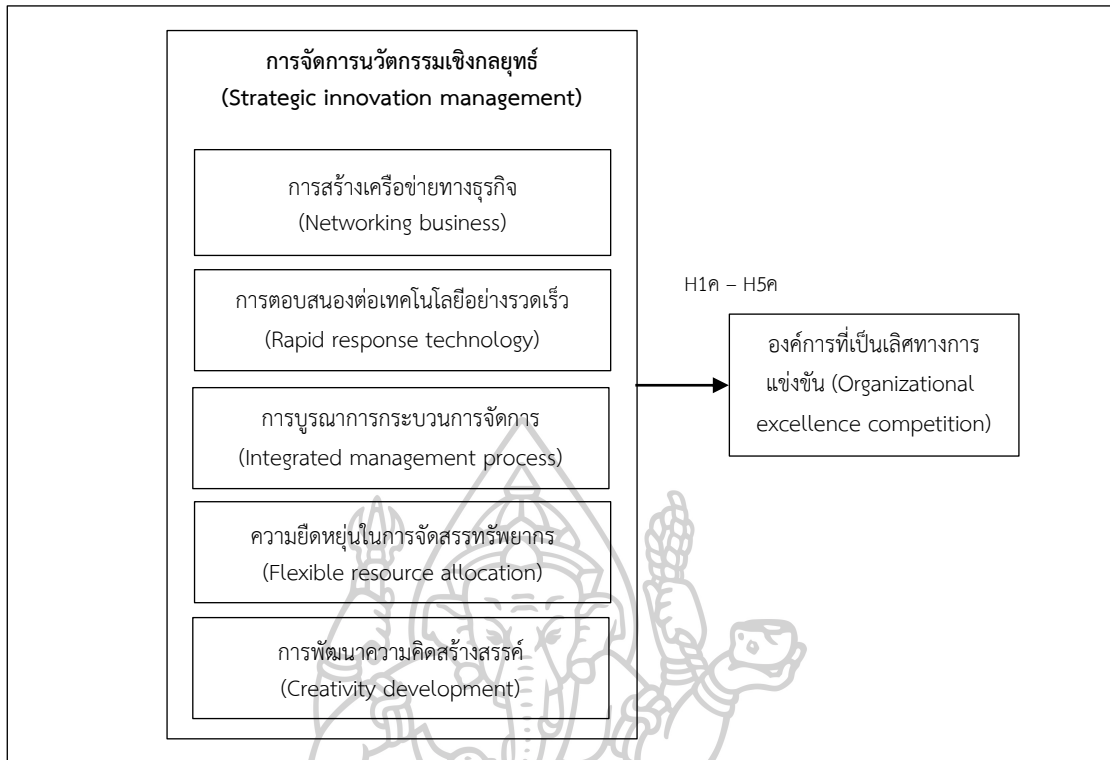 การจัดการนวัตกรรมเชิงกลยุทธ์
(Strategic innovation management)
การสร้างเครือข่ายทางธุรกิจ
(Networking business)
การตอบสนองต่อเทคโนโลยีอย่างรวดเร็ว
(Rapid response technology)
การบูรณาการกระบวนการจัดการ
(Integrated management process)
ความยืดหยุ่นในการจัดสรรทรัพยากร
(Flexible resource allocation)
การพัฒนาความคิดสร้างสรรค์
(Creativity development)
H1ค – H5ค
องค์การที่เป็นเลิศทางการ
แข่งขัน (Organizational
excellence competition)